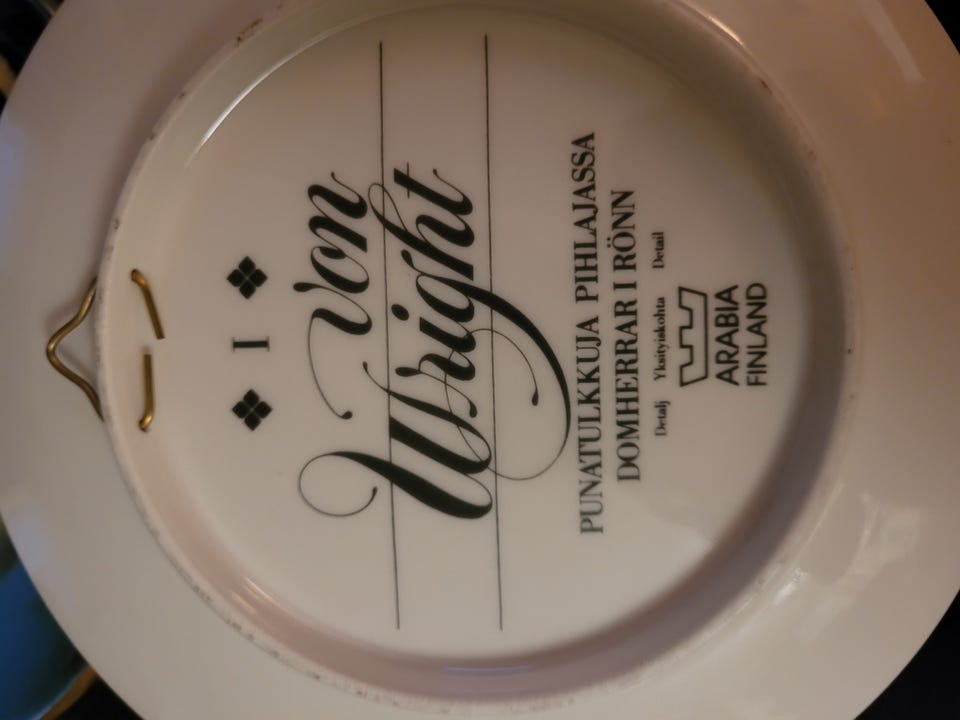 I
Von
Wright
PUNATULKKUJA PIHLAJASSA
DOMHERRAR I RÖNN
Detalj Yksityiskohta Detail
ARABIA
FINLAND